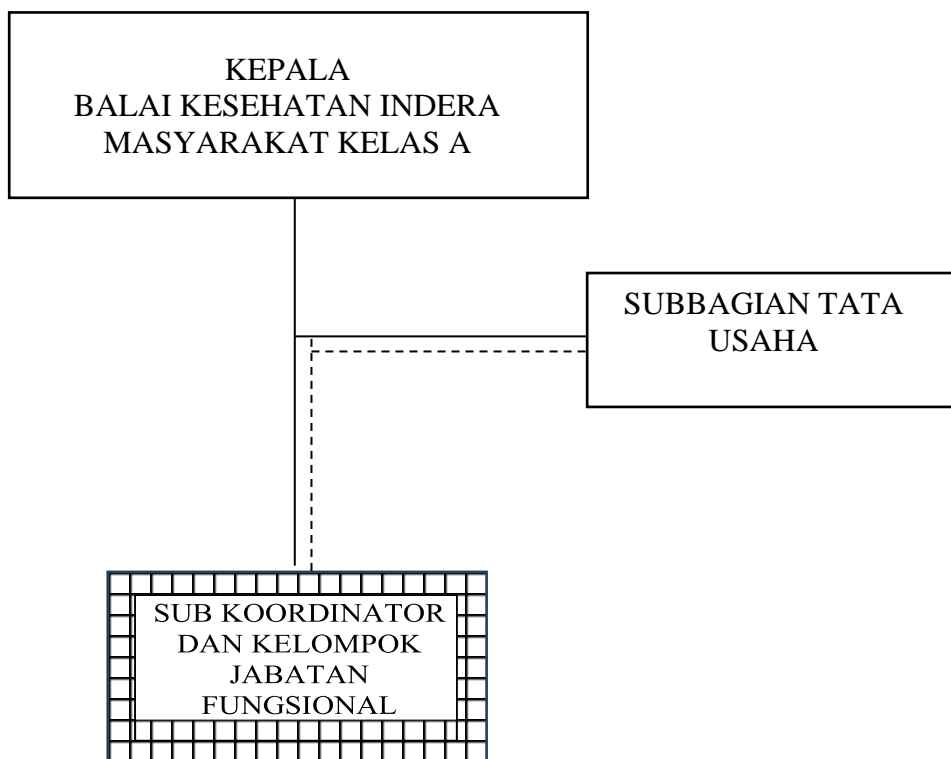 KEPALA
BALAI KESEHATAN INDERA
MASYARAKAT KELAS A
SUBBAGIAN TATA
USAHA
SUB KOORDINATOR
DAN KELOMPOK
JABATAN
FUNGSIONAL